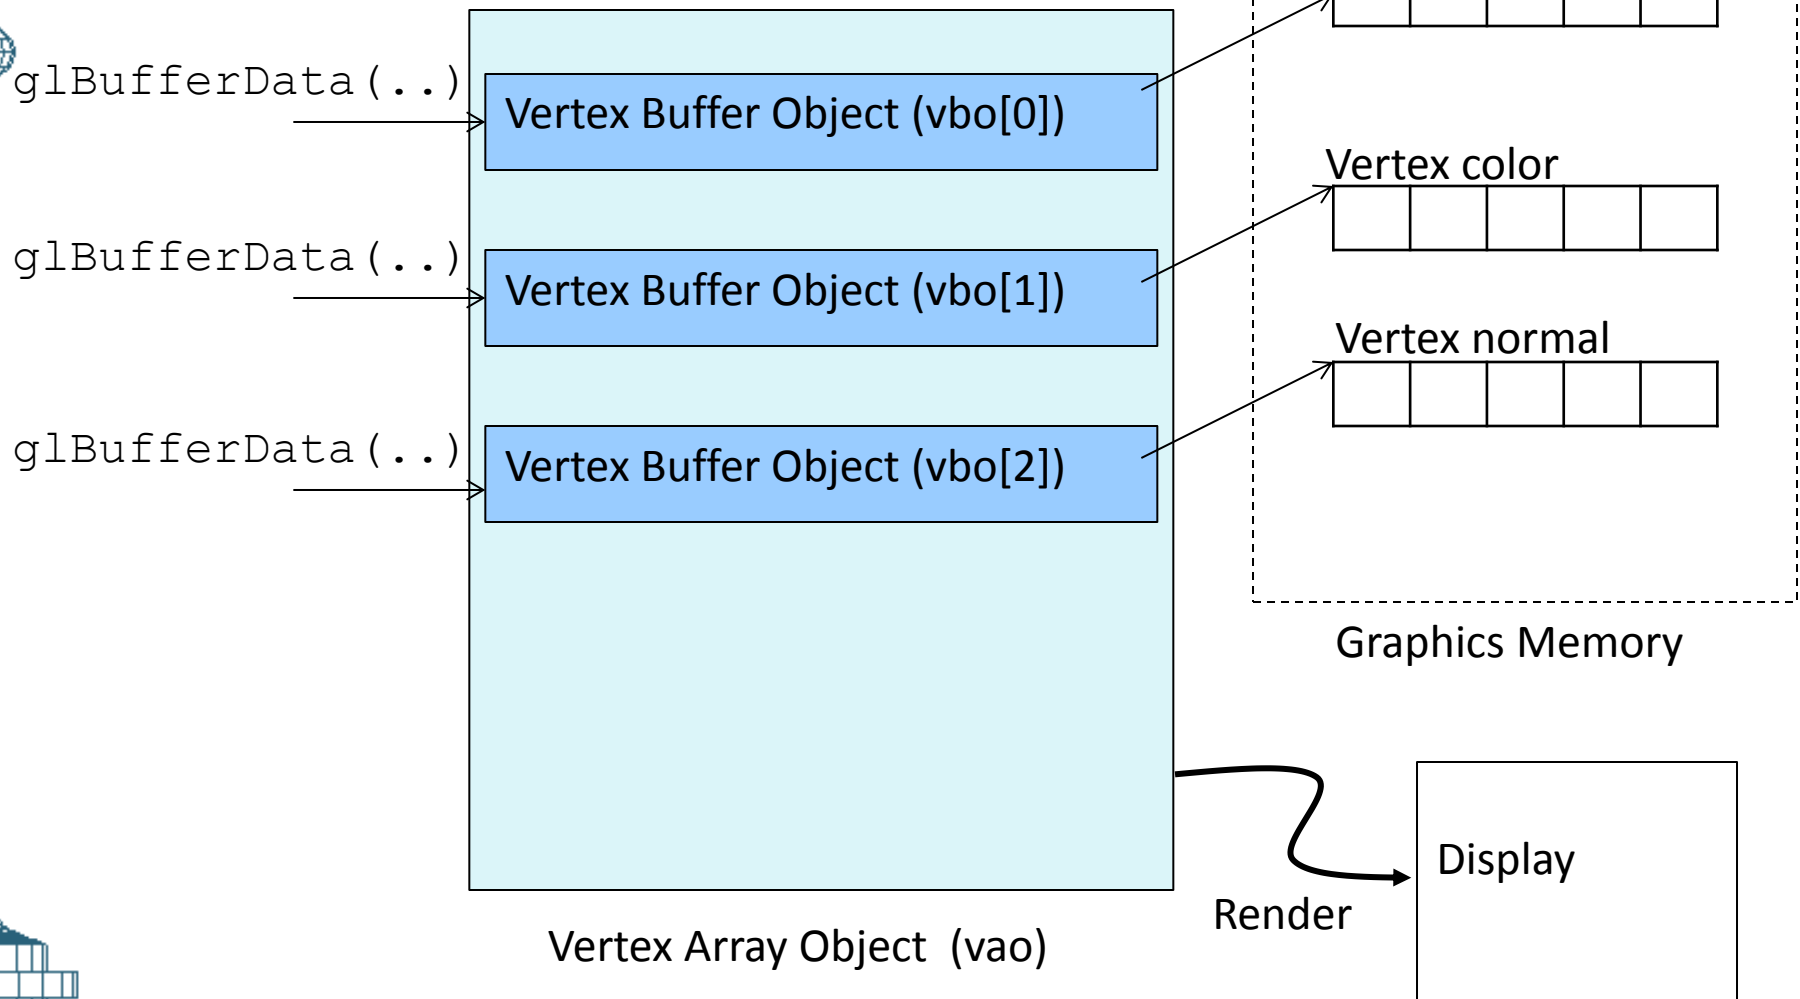 glBufferData(..)
Vertex Buffer Object (vbo[0])
Vertex color
glBufferData(..)
Vertex Buffer Object (vbo[1])
Vertex normal
glBufferData(..)
Vertex Buffer Object (vbo[2])
Graphics Memory
Display
Render
Vertex Array Object  (vao)